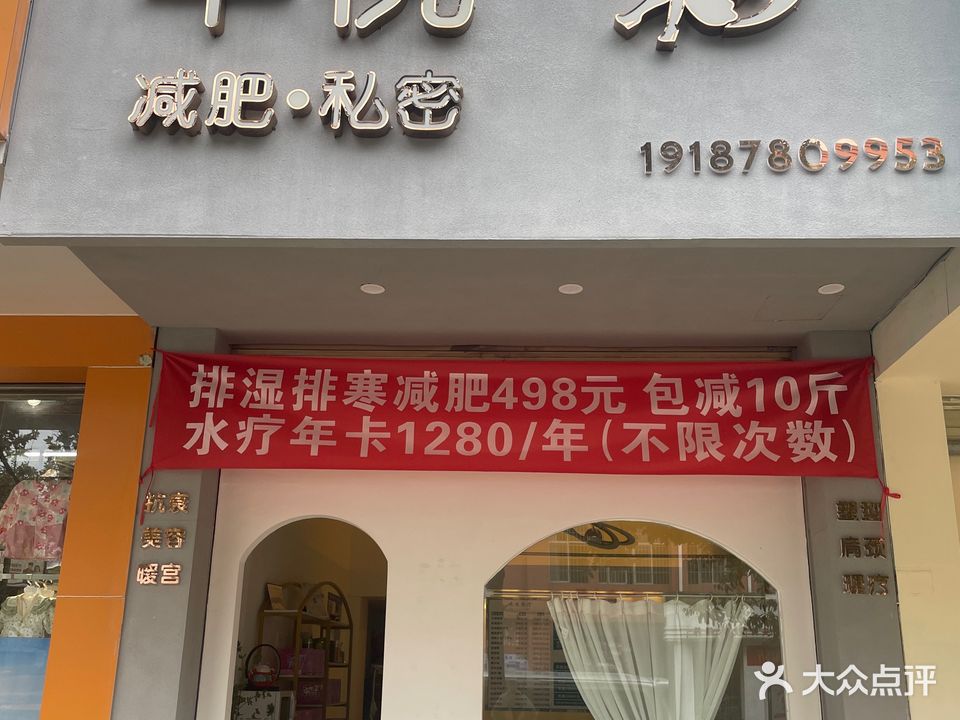 减肥·私密
19187809953
排湿排寒减肥498元 包减10斤
水疗年卡1280/年(不限次数)
抗衰
美容
暖宫
塑型
肩颈
理疗
大众点评